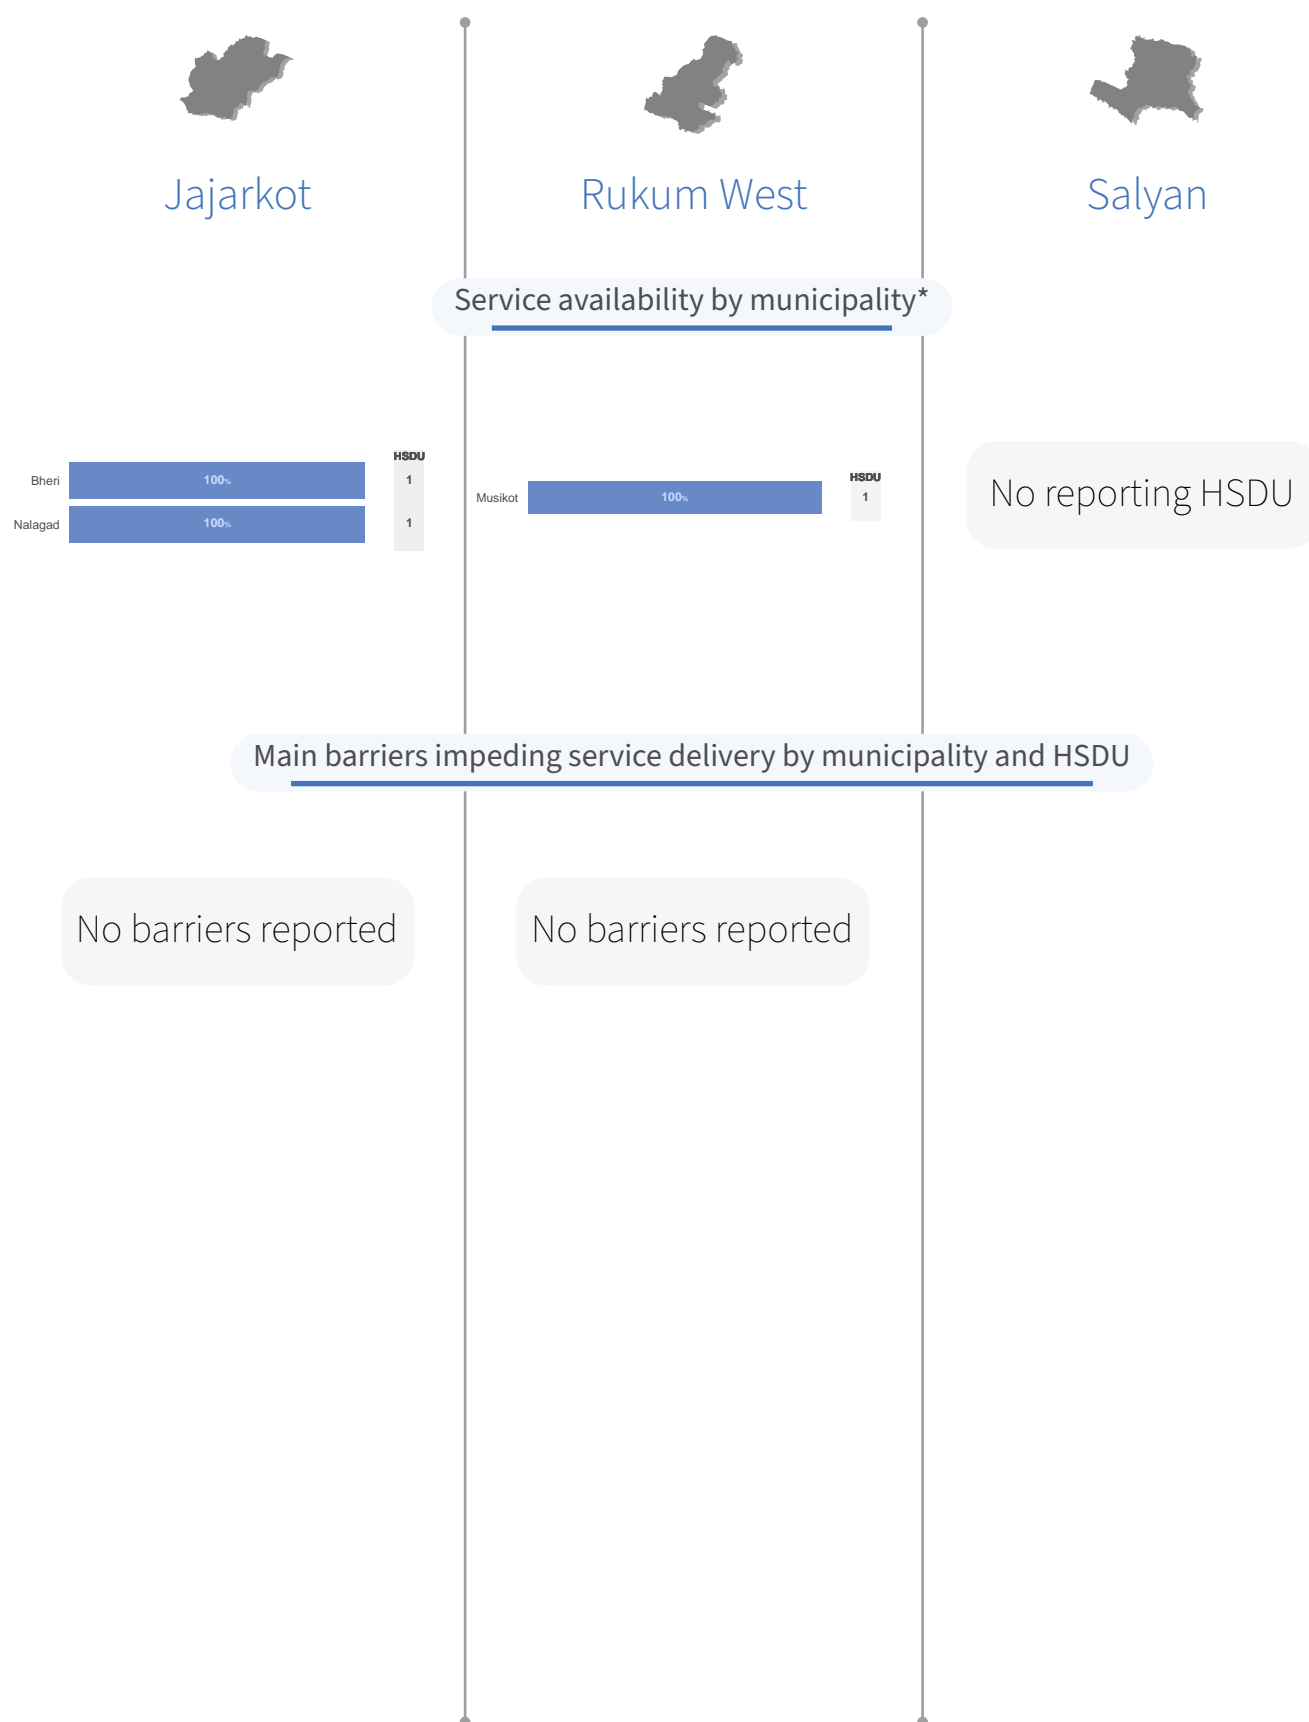 Jajarkot
Rukum West
Salyan
Service availability by municipality*
HSDU
Bheri 100% 1
Nalagad 100% 1
HSDU
Musikot 100% 1
No reporting HSDU
Main barriers impeding service delivery by municipality and HSDU
No barriers reported
No barriers reported